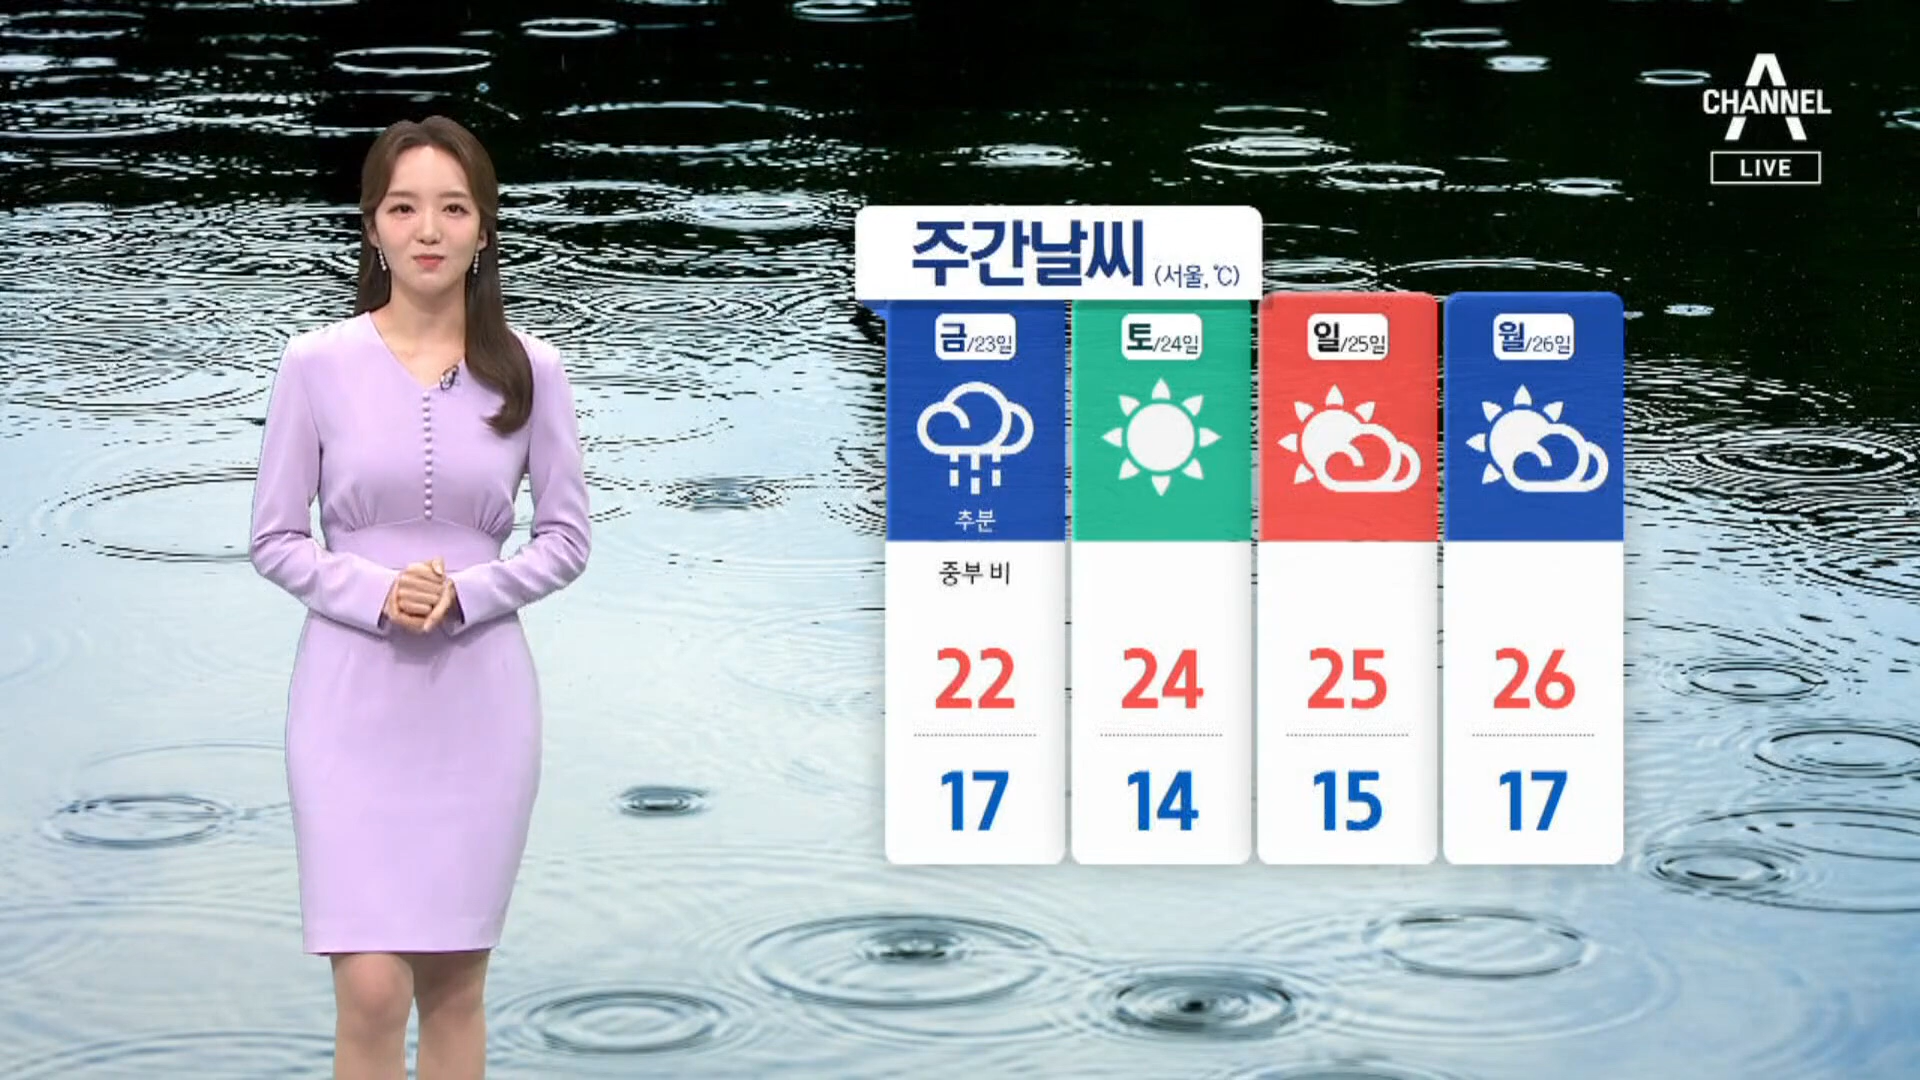 CHANNEL A
LIVE
주간날씨 (서울, ℃)
금/23일
토/24일
일/25일
월/26일
추분
중부 비
22
24
25
26
17
14
15
17